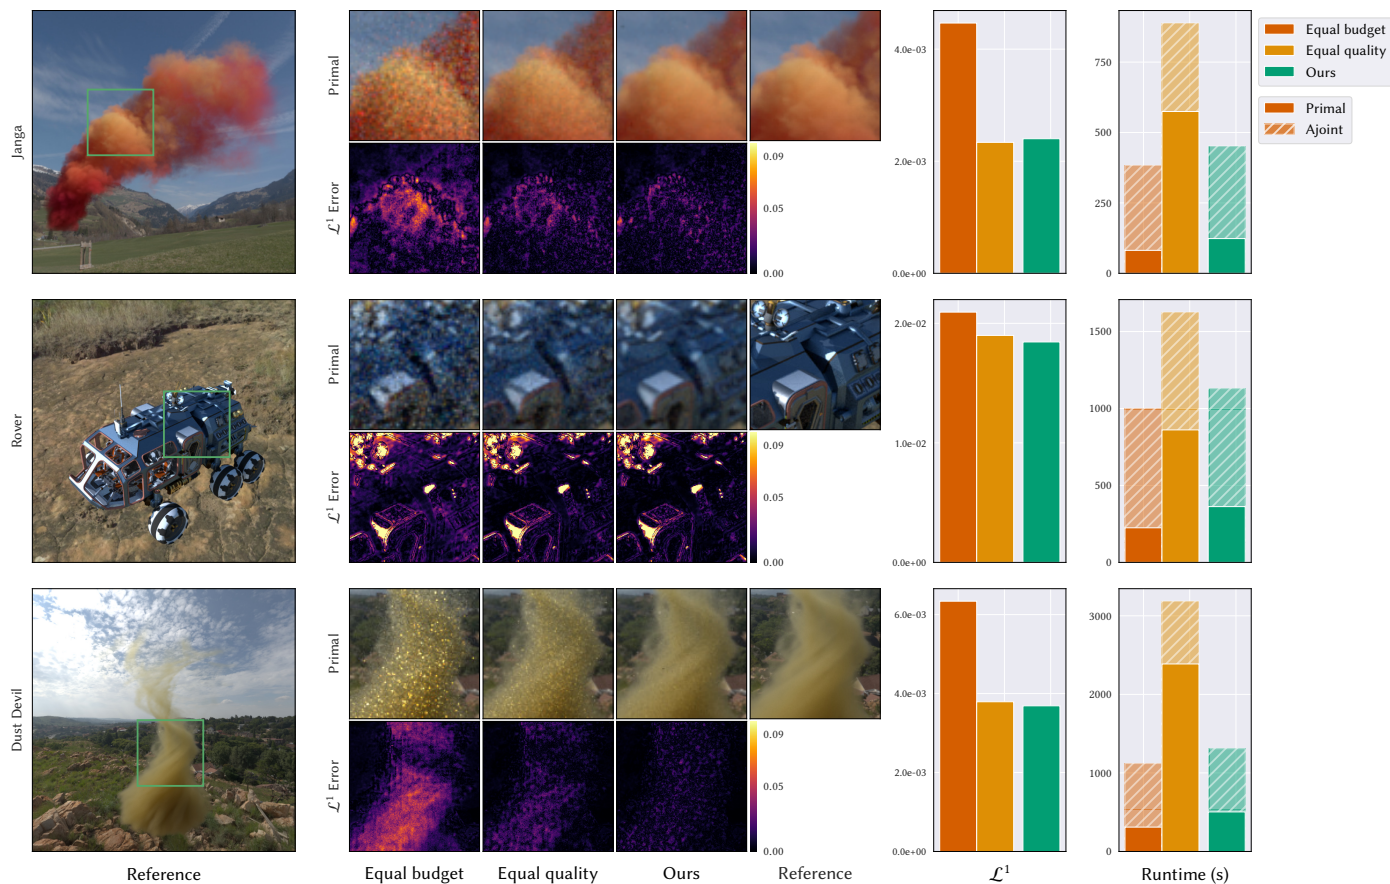 Janga
Primal
ℒ¹ Error
0.09
0.05
0.00
4.0e−03
2.0e−03
0.0e+00
750
500
250
0
Equal budget
Equal quality
Ours
Primal
Ajoint
Rover
Primal
ℒ¹ Error
0.09
0.05
0.00
2.0e−02
1.0e−02
0.0e+00
1500
1000
500
0
Dust Devil
Primal
ℒ¹ Error
0.09
0.05
0.00
6.0e−03
4.0e−03
2.0e−03
0.0e+00
3000
2000
1000
0
Reference
Equal budget
Equal quality
Ours
Reference
ℒ¹
Runtime (s)